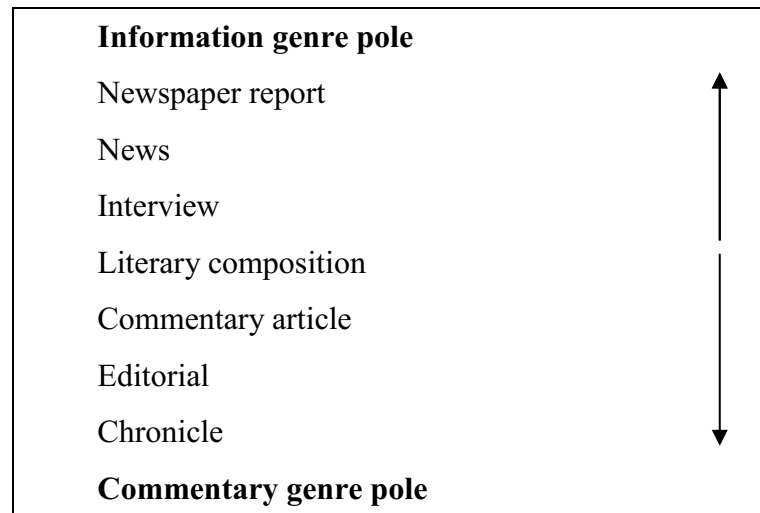 Information genre pole
Newspaper report
News
Interview
Literary composition
Commentary article
Editorial
Chronicle
Commentary genre pole